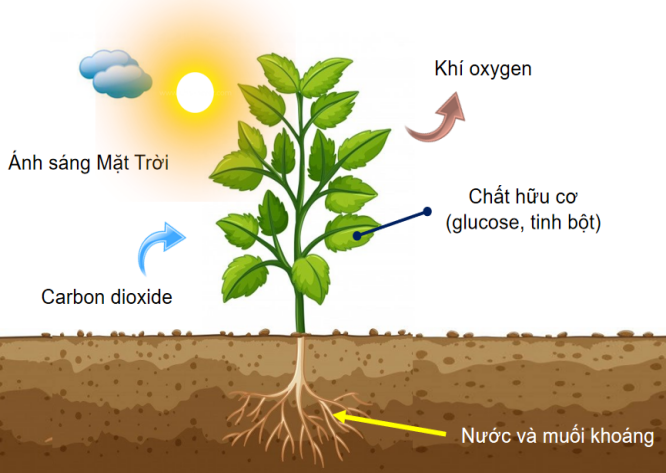 Khí oxygen
Ánh sáng Mặt Trời
Chất hữu cơ
(glucose, tinh bột)
Carbon dioxide
Nước và muối khoáng